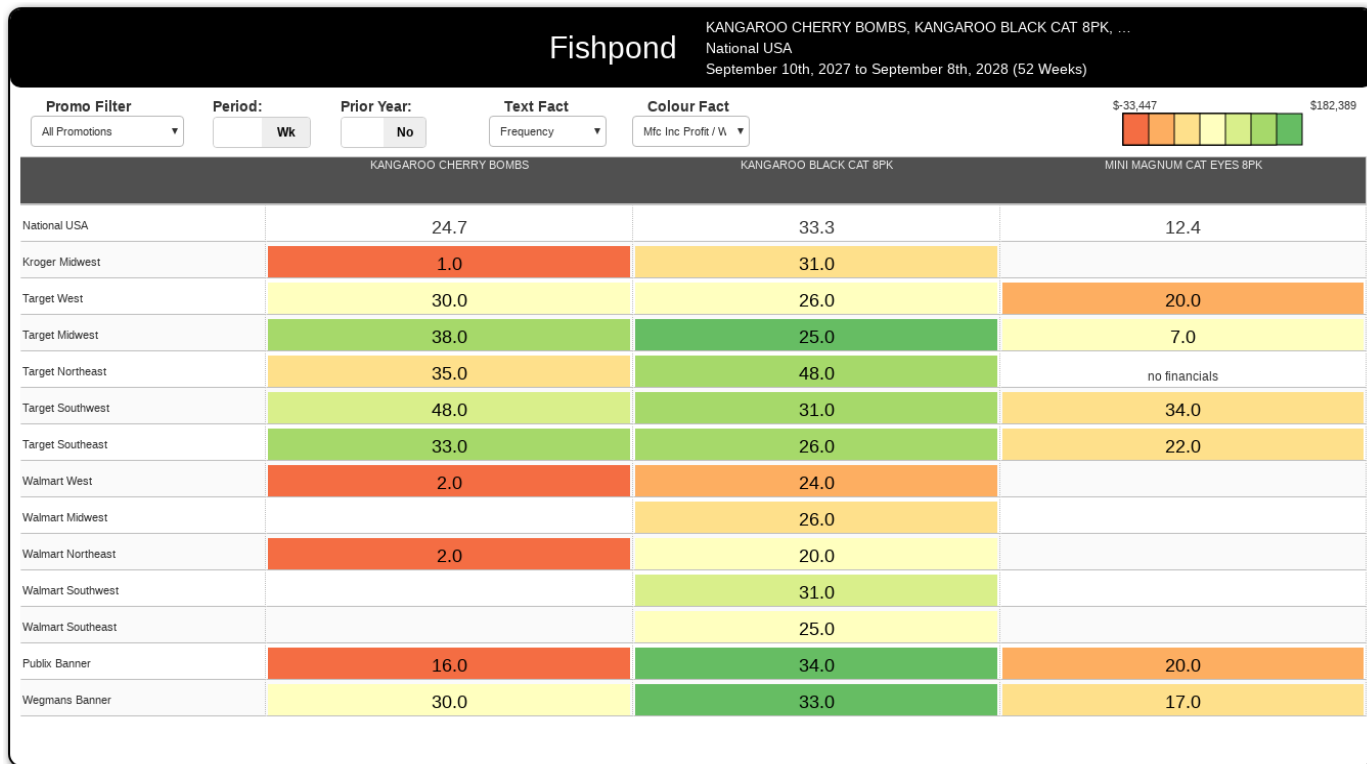 Fishpond
KANGAROO CHERRY BOMBS, KANGAROO BLACK CAT 8PK, …
National USA
September 10th, 2027 to September 8th, 2028 (52 Weeks)
Promo Filter Period: Prior Year: Text Fact Colour Fact
$-33,447 $182,389
All Promotions Wk No Frequency Mfc Inc Profit / W
KANGAROO CHERRY BOMBS KANGAROO BLACK CAT 8PK MINI MAGNUM CAT EYES 8PK
National USA 24.7 33.3 12.4
Kroger Midwest 1.0 31.0
Target West 30.0 26.0 20.0
Target Midwest 38.0 25.0 7.0
Target Northeast 35.0 48.0 no financials
Target Southwest 48.0 31.0 34.0
Target Southeast 33.0 26.0 22.0
Walmart West 2.0 24.0
Walmart Midwest 26.0
Walmart Northeast 2.0 20.0
Walmart Southwest 31.0
Walmart Southeast 25.0
Publix Banner 16.0 34.0 20.0
Wegmans Banner 30.0 33.0 17.0